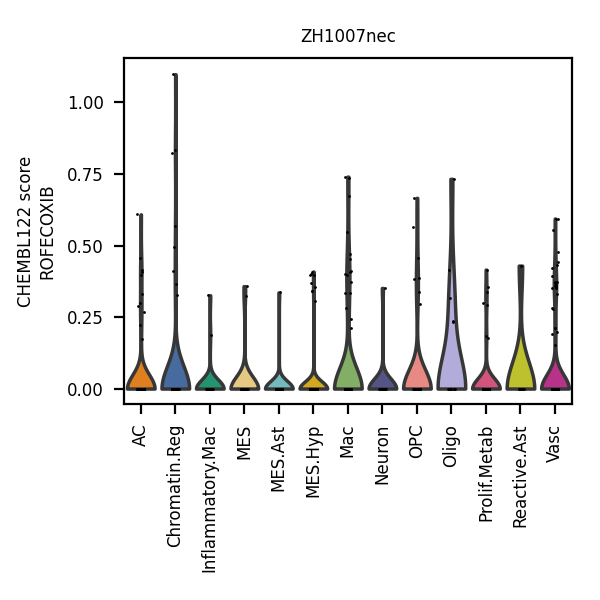 ZH1007nec
CHEMBL122 score
ROFECOXIB
1.00
0.75
0.50
0.25
0.00
AC
Chromatin.Reg
Inflammatory.Mac
MES
MES.Ast
MES.Hyp
Mac
Neuron
OPC
Oligo
Prolif.Metab
Reactive.Ast
Vasc